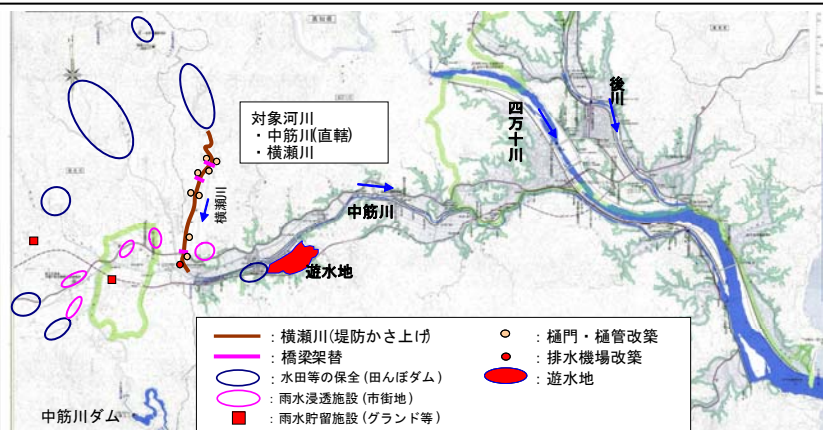 対象河川
・中筋川(直轄)
・横瀬川
後川
四万十川
横瀬川
中筋川
遊水地
中筋川ダム
：横瀬川(堤防かさ上げ)
：橋梁架替
：水田等の保全(田んぼダム)
：雨水浸透施設(市街地)
：雨水貯留施設(グランド等)
：樋門・樋管改築
：排水機場改築
：遊水地